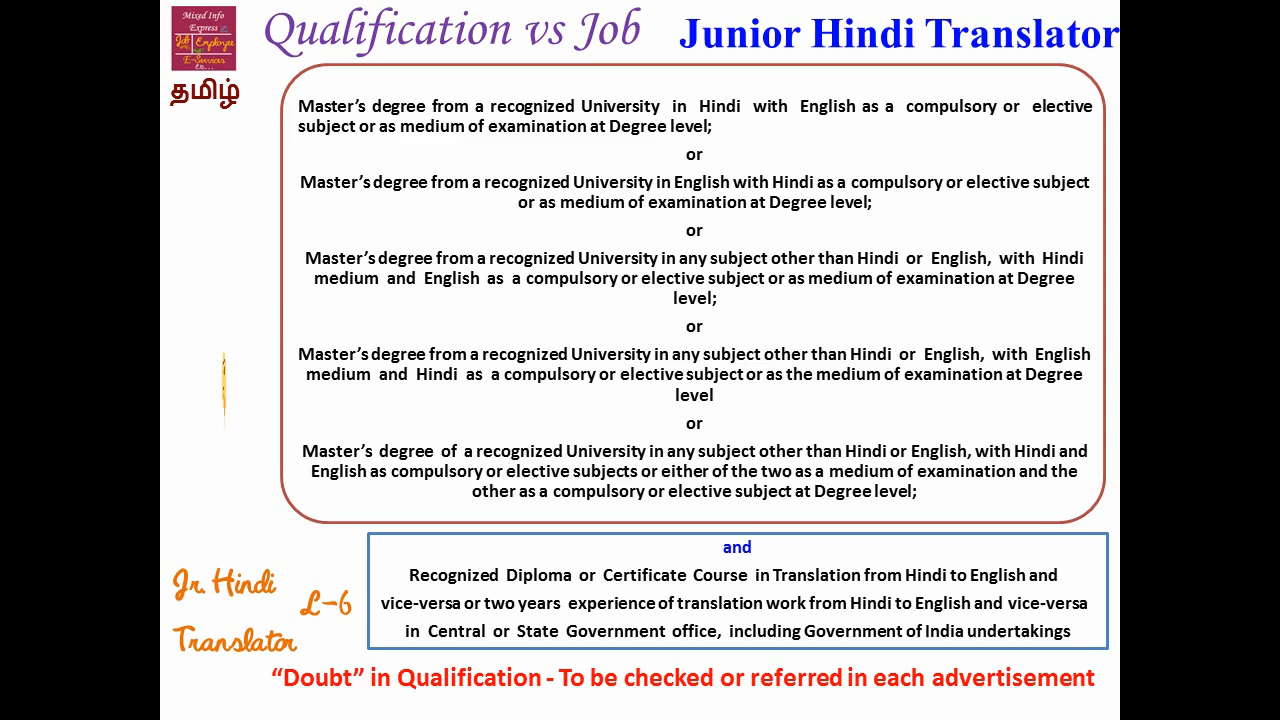 Mixed Info
Express
Job
Employee
E-Services
தமிழ்
Qualification vs Job
Junior Hindi Translator
Master's degree from a recognized University in Hindi with English as a compulsory or elective
subject or as medium of examination at Degree level;
or
Master's degree from a recognized University in English with Hindi as a compulsory or elective subject
or as medium of examination at Degree level;
or
Master's degree from a recognized University in any subject other than Hindi or English, with Hindi
medium and English as a compulsory or elective subject or as medium of examination at Degree
level;
or
Master's degree from a recognized University in any subject other than Hindi or English, with English
medium and Hindi as a compulsory or elective subject or as the medium of examination at Degree
level
or
Master's degree of a recognized University in any subject other than Hindi or English, with Hindi and
English as compulsory or elective subjects or either of the two as a medium of examination and the
other as a compulsory or elective subject at Degree level;
and
Recognized Diploma or Certificate Course in Translation from Hindi to English and
vice-versa or two years experience of translation work from Hindi to English and vice-versa
in Central or State Government office, including Government of India undertakings
Jr. Hindi
Translator
L-6
“Doubt” in Qualification - To be checked or referred in each advertisement